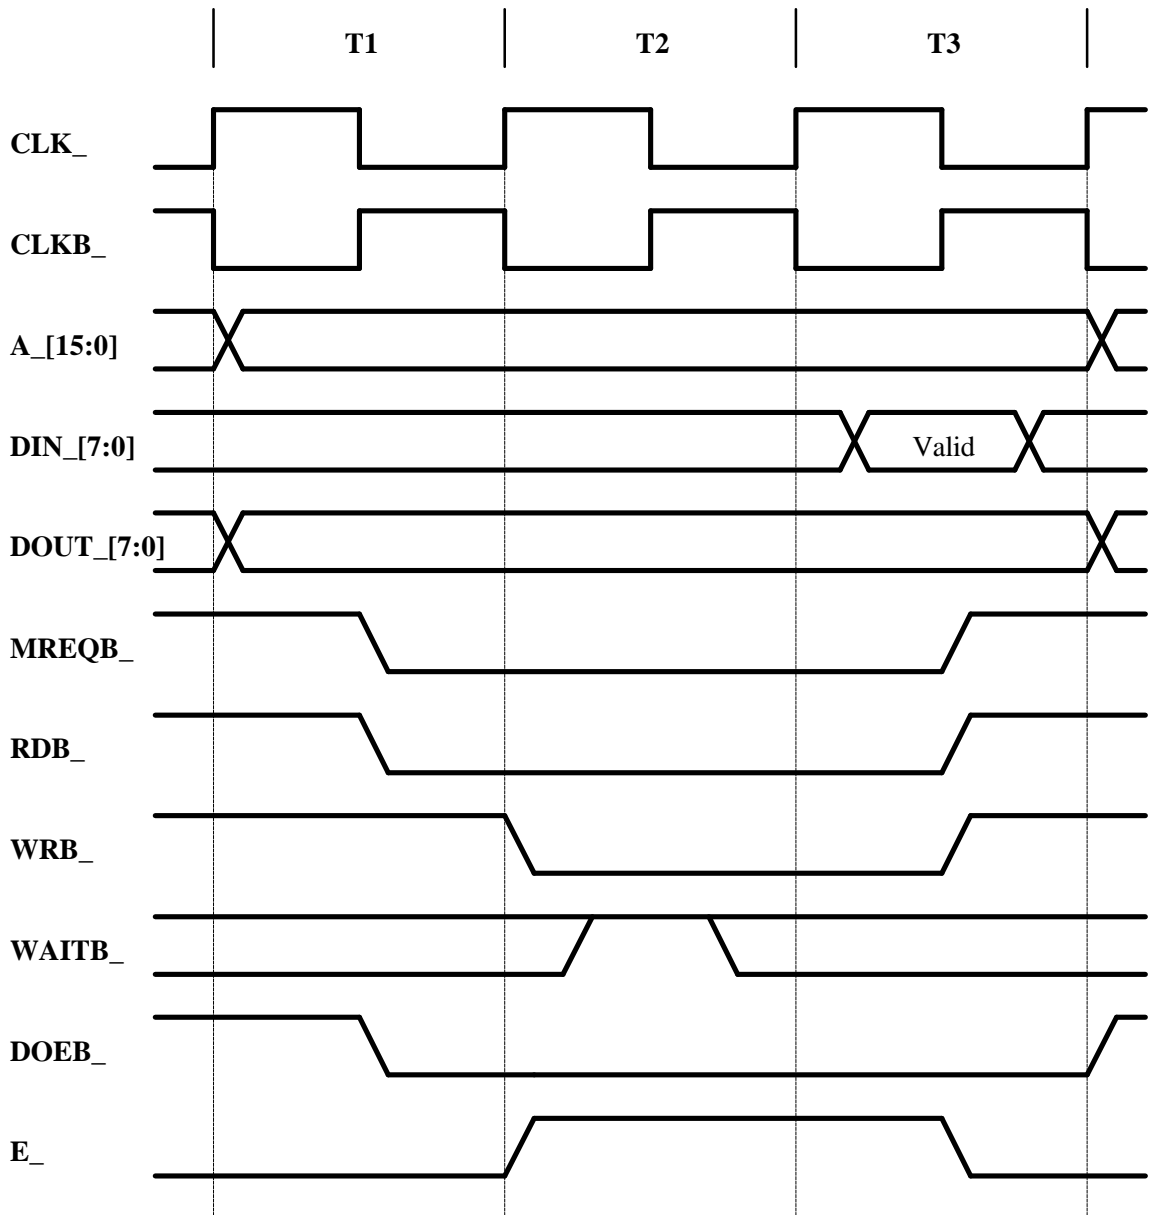 T1 T2 T3
CLK_
CLKB_
A_[15:0]
DIN_[7:0] Valid
DOUT_[7:0]
MREQB_
RDB_
WRB_
WAITB_
DOEB_
E_